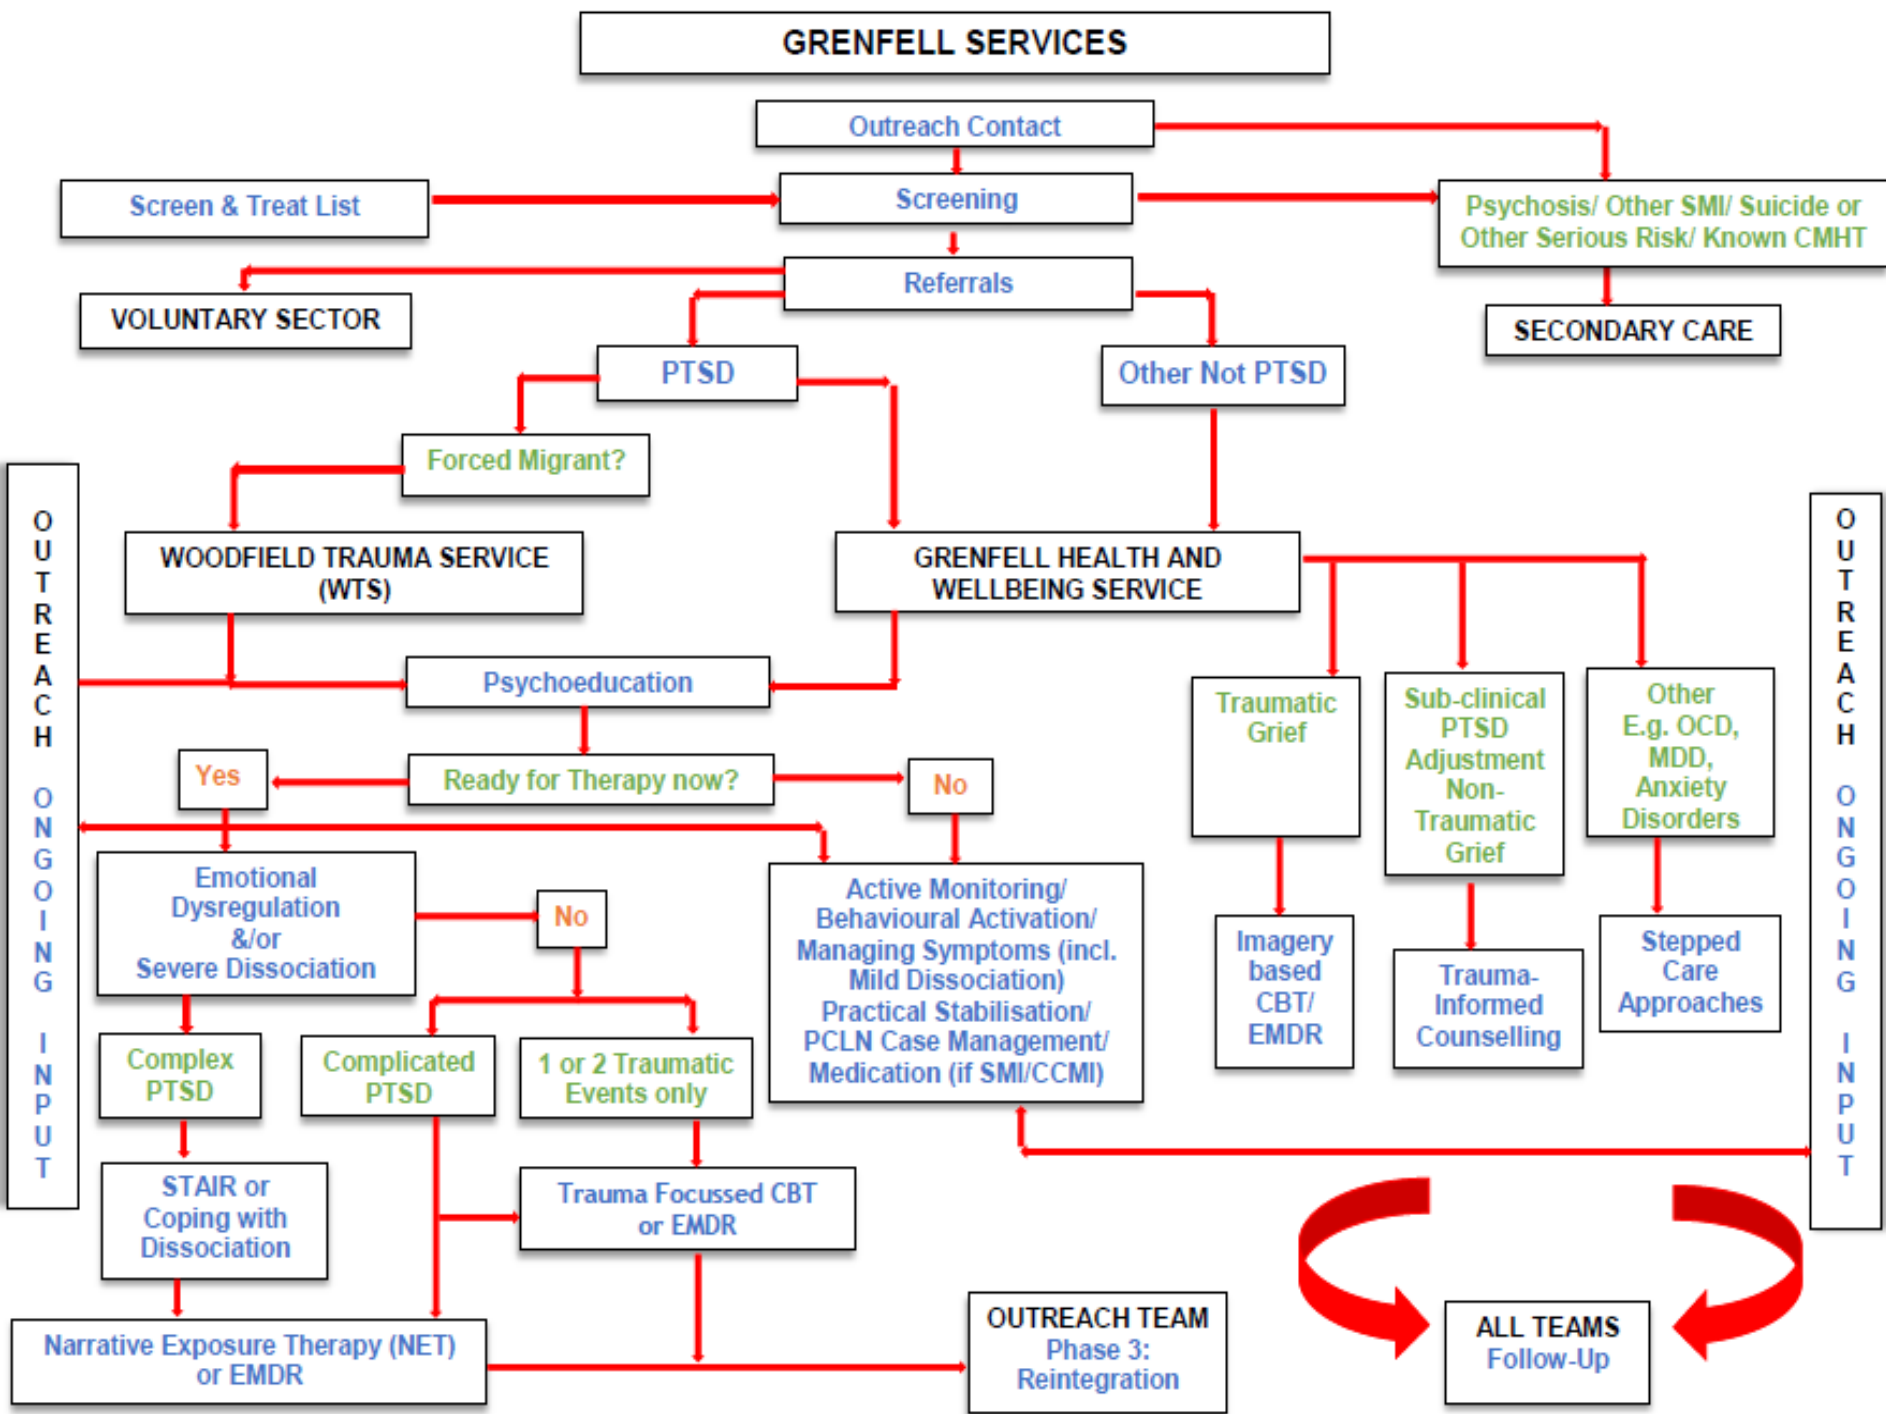 GRENFELL SERVICES
Outreach Contact
Screen & Treat List
Screening
Psychosis/ Other SMI/ Suicide or
Other Serious Risk/ Known CMHT
Referrals
VOLUNTARY SECTOR
SECONDARY CARE
PTSD
Other Not PTSD
Forced Migrant?
OUTREACH ONGOING INPUT
WOODFIELD TRAUMA SERVICE
(WTS)
GRENFELL HEALTH AND
WELLBEING SERVICE
OUTREACH ONGOING INPUT
Psychoeducation
Traumatic
Grief
Sub-clinical
PTSD
Adjustment
Non-
Traumatic
Grief
Other
E.g. OCD,
MDD,
Anxiety
Disorders
Yes
Ready for Therapy now?
No
Emotional
Dysregulation
&/or
Severe Dissociation
No
Active Monitoring/
Behavioural Activation/
Managing Symptoms (incl.
Mild Dissociation)
Practical Stabilisation/
PCLN Case Management/
Medication (if SMI/CCMI)
Imagery
based
CBT/
EMDR
Trauma-
Informed
Counselling
Stepped
Care
Approaches
Complex
PTSD
Complicated
PTSD
1 or 2 Traumatic
Events only
STAIR or
Coping with
Dissociation
Trauma Focussed CBT
or EMDR
Narrative Exposure Therapy (NET)
or EMDR
OUTREACH TEAM
Phase 3:
Reintegration
ALL TEAMS
Follow-Up